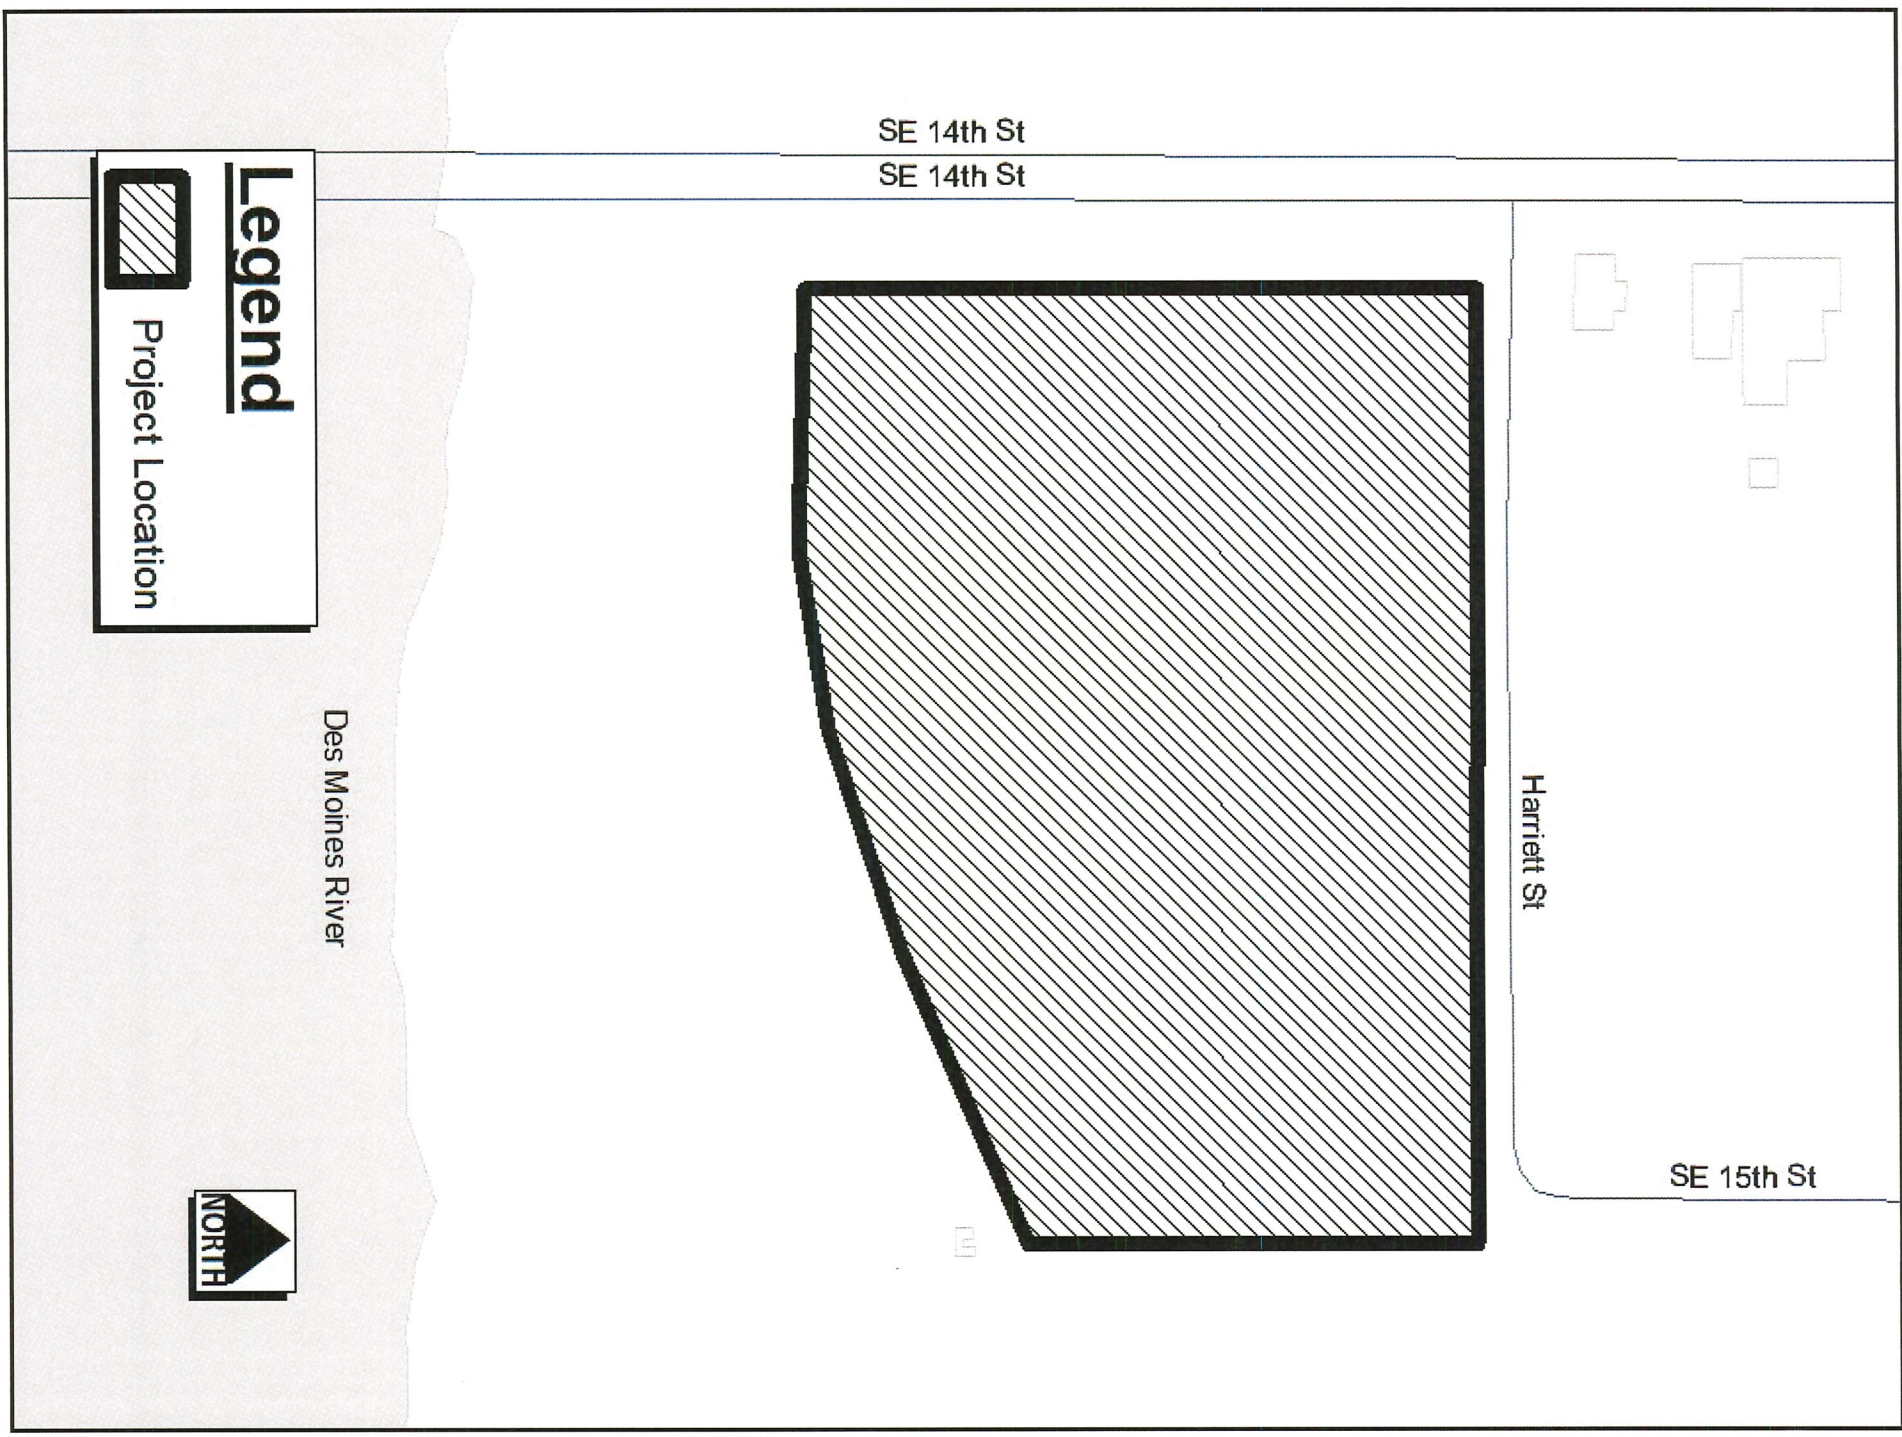 SE 14th St
SE 14th St
Harriett St
SE 15th St
Des Moines River
Legend
Project Location
NORTH